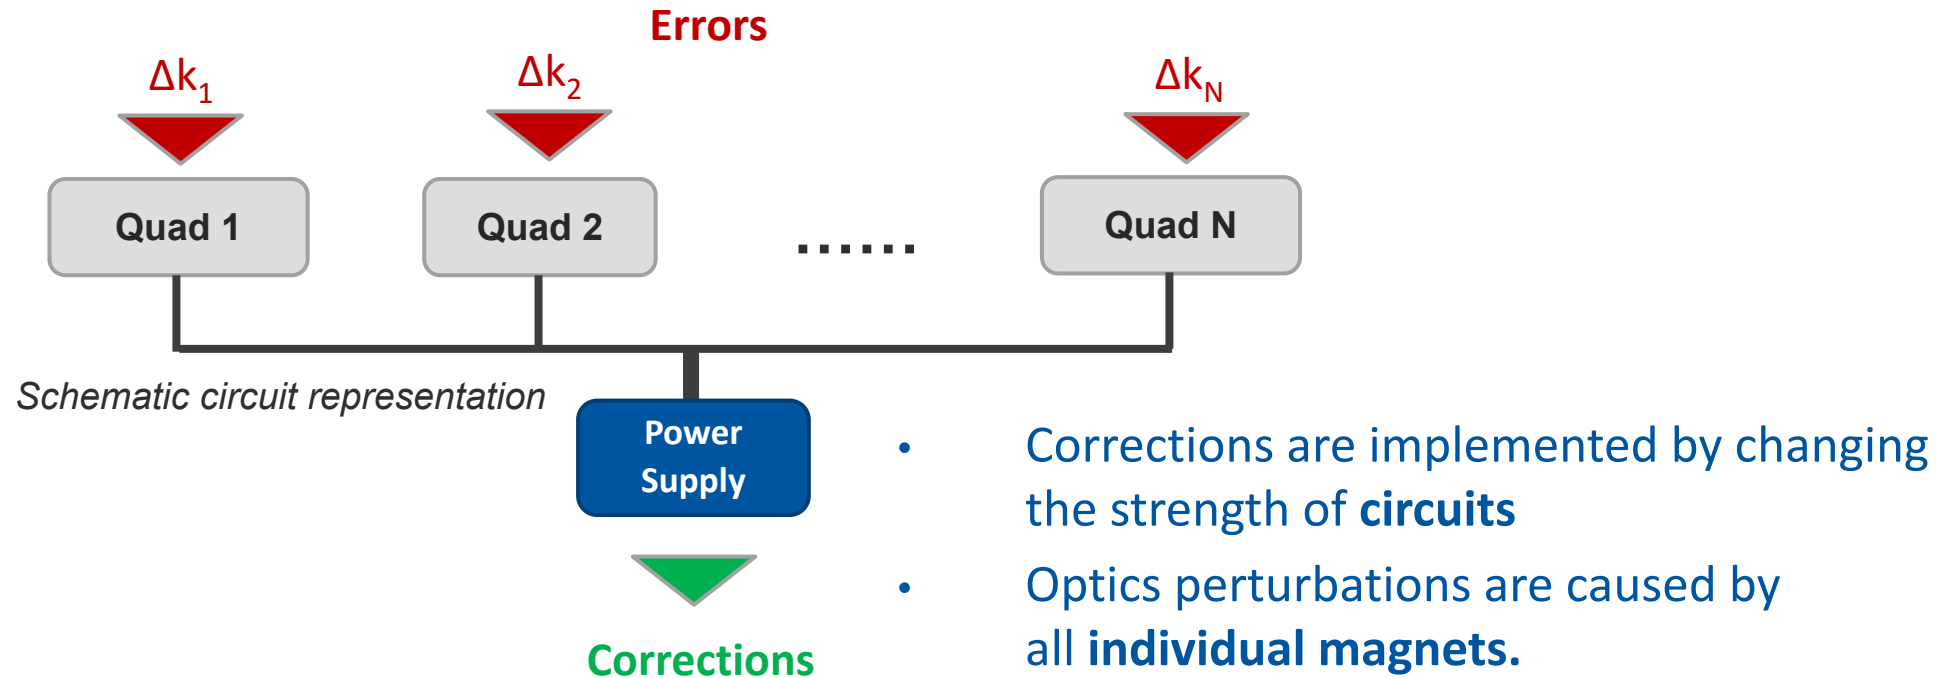 Errors
Δk1
Δk2
ΔkN
Quad 1
Quad 2
......
Quad N
Schematic circuit representation
Power
Supply
Corrections
• Corrections are implemented by changing
the strength of circuits
• Optics perturbations are caused by
all individual magnets.